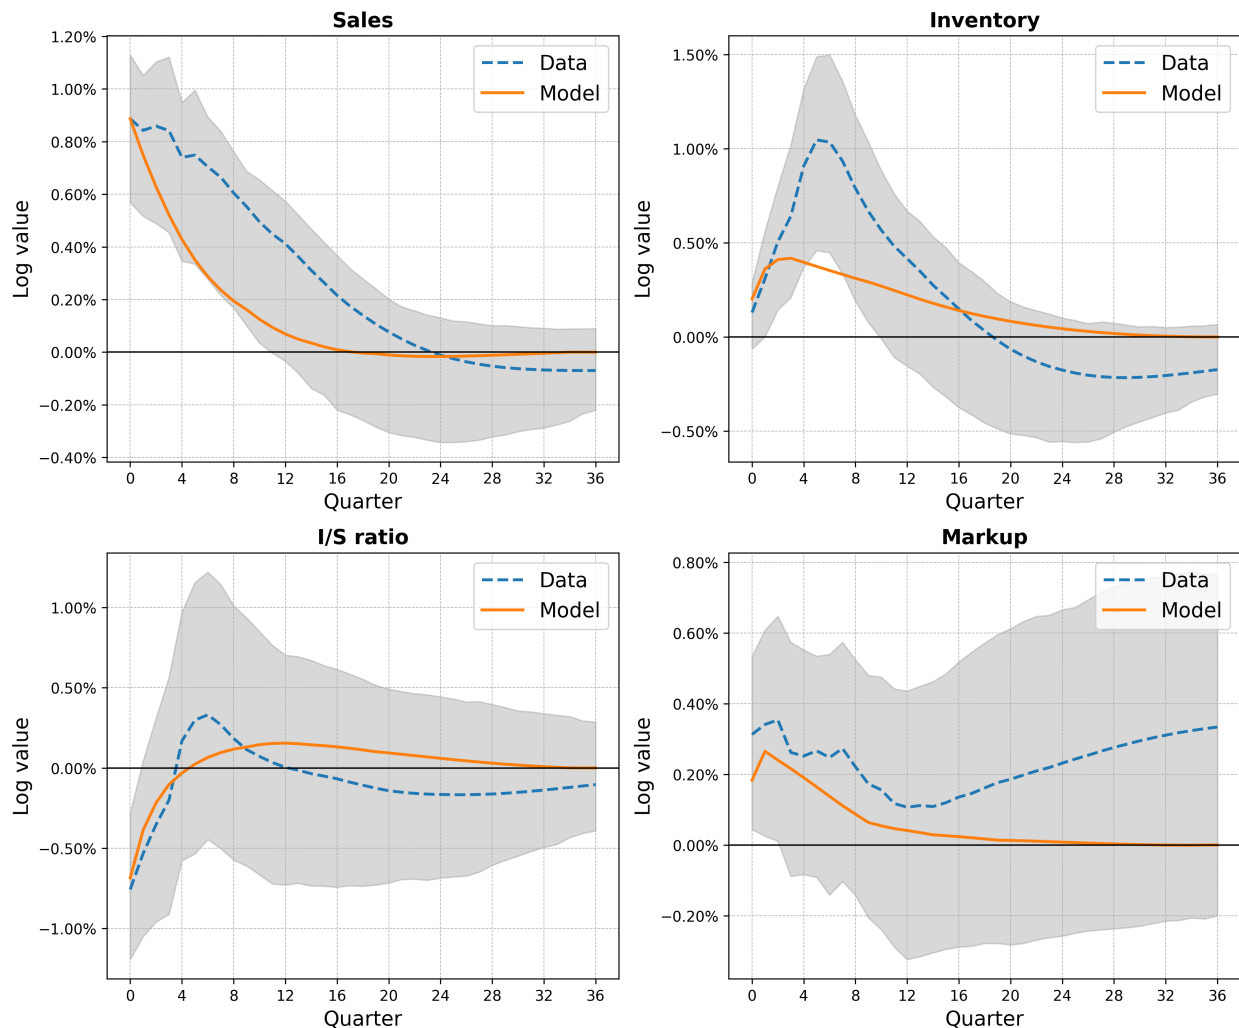 Sales
1.20%
1.00%
0.80%
0.60%
0.40%
0.20%
0.00%
−0.20%
−0.40%
Log value
0 4 8 12 16 20 24 28 32 36
Quarter
Data
Model
Inventory
1.50%
1.00%
0.50%
0.00%
−0.50%
Log value
0 4 8 12 16 20 24 28 32 36
Quarter
Data
Model
I/S ratio
1.00%
0.50%
0.00%
−0.50%
−1.00%
Log value
0 4 8 12 16 20 24 28 32 36
Quarter
Data
Model
Markup
0.80%
0.60%
0.40%
0.20%
0.00%
−0.20%
Log value
0 4 8 12 16 20 24 28 32 36
Quarter
Data
Model